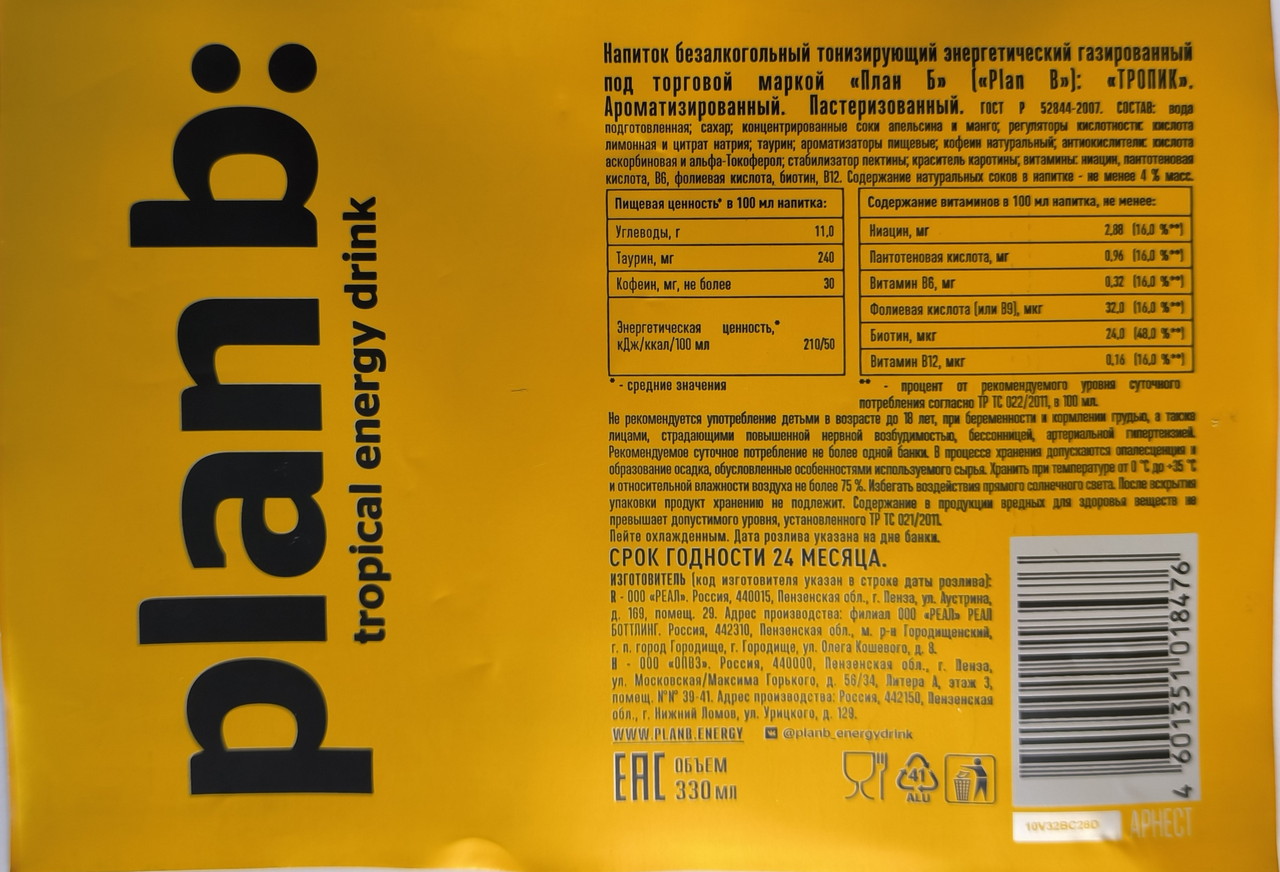 plan b:
tropical energy drink
Напиток безалкогольный тонизирующий энергетический газированный
под торговой маркой «План Б» («Plan B»): «ТРОПИК».
Ароматизированный. Пастеризованный. ГОСТ Р 52844-2007. СОСТАВ: вода
подготовленная; сахар; концентрированные соки апельсина и манго; регуляторы кислотности: кислота
лимонная и цитрат натрия; таурин; ароматизаторы пищевые; кофеин натуральный; антиокислители: кислота
аскорбиновая и альфа-Токоферол; стабилизатор пектины; краситель каротины; витамины: ниацин, пантотеновая
кислота, В6, фолиевая кислота, биотин, В12. Содержание натуральных соков в напитке - не менее 4 % масс.
Пищевая ценность* в 100 мл напитка:
Углеводы, г 11,0
Таурин, мг 240
Кофеин, мг, не более 30
Энергетическая ценность,*
кДж/ккал/100 мл 210/50
* - средние значения
Содержание витаминов в 100 мл напитка, не менее:
Ниацин, мг 2,88 (16,0 %**)
Пантотеновая кислота, мг 0,96 (16,0 %**)
Витамин В6, мг 0,32 (16,0 %**)
Фолиевая кислота (или В9), мкг 32,0 (16,0 %**)
Биотин, мкг 24,0 (48,0 %**)
Витамин В12, мкг 0,16 (16,0 %**)
** - процент от рекомендуемого уровня суточного
потребления согласно ТР ТС 022/2011, в 100 мл.
Не рекомендуется употребление детьми в возрасте до 18 лет, при беременности и кормлении грудью, а также
лицами, страдающими повышенной нервной возбудимостью, бессонницей, артериальной гипертензией.
Рекомендуемое суточное потребление не более одной банки. В процессе хранения допускаются опалесценция и
образование осадка, обусловленные особенностями используемого сырья. Хранить при температуре от 0 °С до +35 °С
и относительной влажности воздуха не более 75 %. Избегать воздействия прямого солнечного света. После вскрытия
упаковки продукт хранению не подлежит. Содержание в продукции вредных для здоровья веществ не
превышает допустимого уровня, установленного ТР ТС 021/2011.
Пейте охлажденным. Дата розлива указана на дне банки.
СРОК ГОДНОСТИ 24 МЕСЯЦА.
ИЗГОТОВИТЕЛЬ (код изготовителя указан в строке даты розлива):
R - ООО «РЕАЛ». Россия, 440015, Пензенская обл., г. Пенза, ул. Аустрина,
д. 169, помещ. 29. Адрес производства: филиал ООО «РЕАЛ» РЕАЛ
БОТТЛИНГ. Россия, 442310, Пензенская обл., м. р-н Городищенский,
г. п. город Городище, г. Городище, ул. Олега Кошевого, д. 8.
Н - ООО «ОПВЗ». Россия, 440000, Пензенская обл., г. Пенза,
ул. Московская/Максима Горького, д. 56/34, Литера А, этаж 3,
помещ. №№ 39-41. Адрес производства: Россия, 442150, Пензенская
обл., г. Нижний Ломов, ул. Урицкого, д. 129.
WWW.PLANB.ENERGY @planb_energydrink
EAC ОБЪЕМ
330 мл
41
ALU
4 601351 018476
10V32BC28D
АРНЕСТ